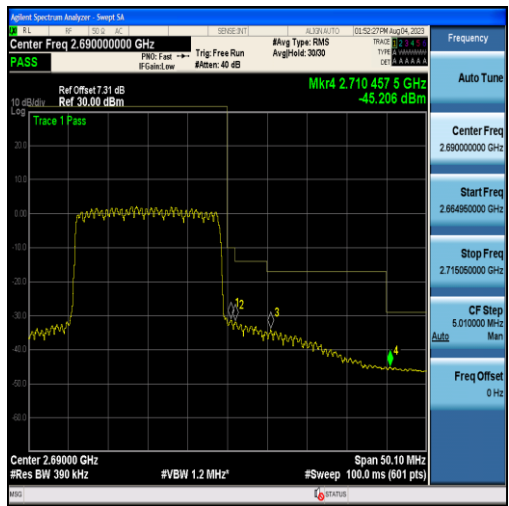 Agilent Spectrum Analyzer - Swept SA
RL RF 50 Ω AC SENSE:INT ALIGN AUTO 01:52:27 PM Aug 04, 2023
Center Freq 2.690000000 GHz
PASS
PNO: Fast
IFGain:Low
Trig: Free Run
#Atten: 40 dB
#Avg Type: RMS
Avg|Hold: 30/30
TRACE 1 2 3 4 5 6
TYPE A WWWWW
DET A A A A A A
Ref Offset 7.31 dB
10 dB/div Ref 30.00 dBm
Log
Mkr4 2.710 457 5 GHz
-45.206 dBm
Trace 1 Pass
20.0
10.0
0.00
-10.0
-20.0
-30.0
-40.0
-50.0
-60.0
1
2
3
4
Center 2.69000 GHz
Span 50.10 MHz
#Res BW 390 kHz
#VBW 1.2 MHz*
#Sweep 100.0 ms (601 pts)
MSG
STATUS
Frequency
Auto Tune
Center Freq
2.690000000 GHz
Start Freq
2.664950000 GHz
Stop Freq
2.715050000 GHz
CF Step
5.010000 MHz
Auto Man
Freq Offset
0 Hz